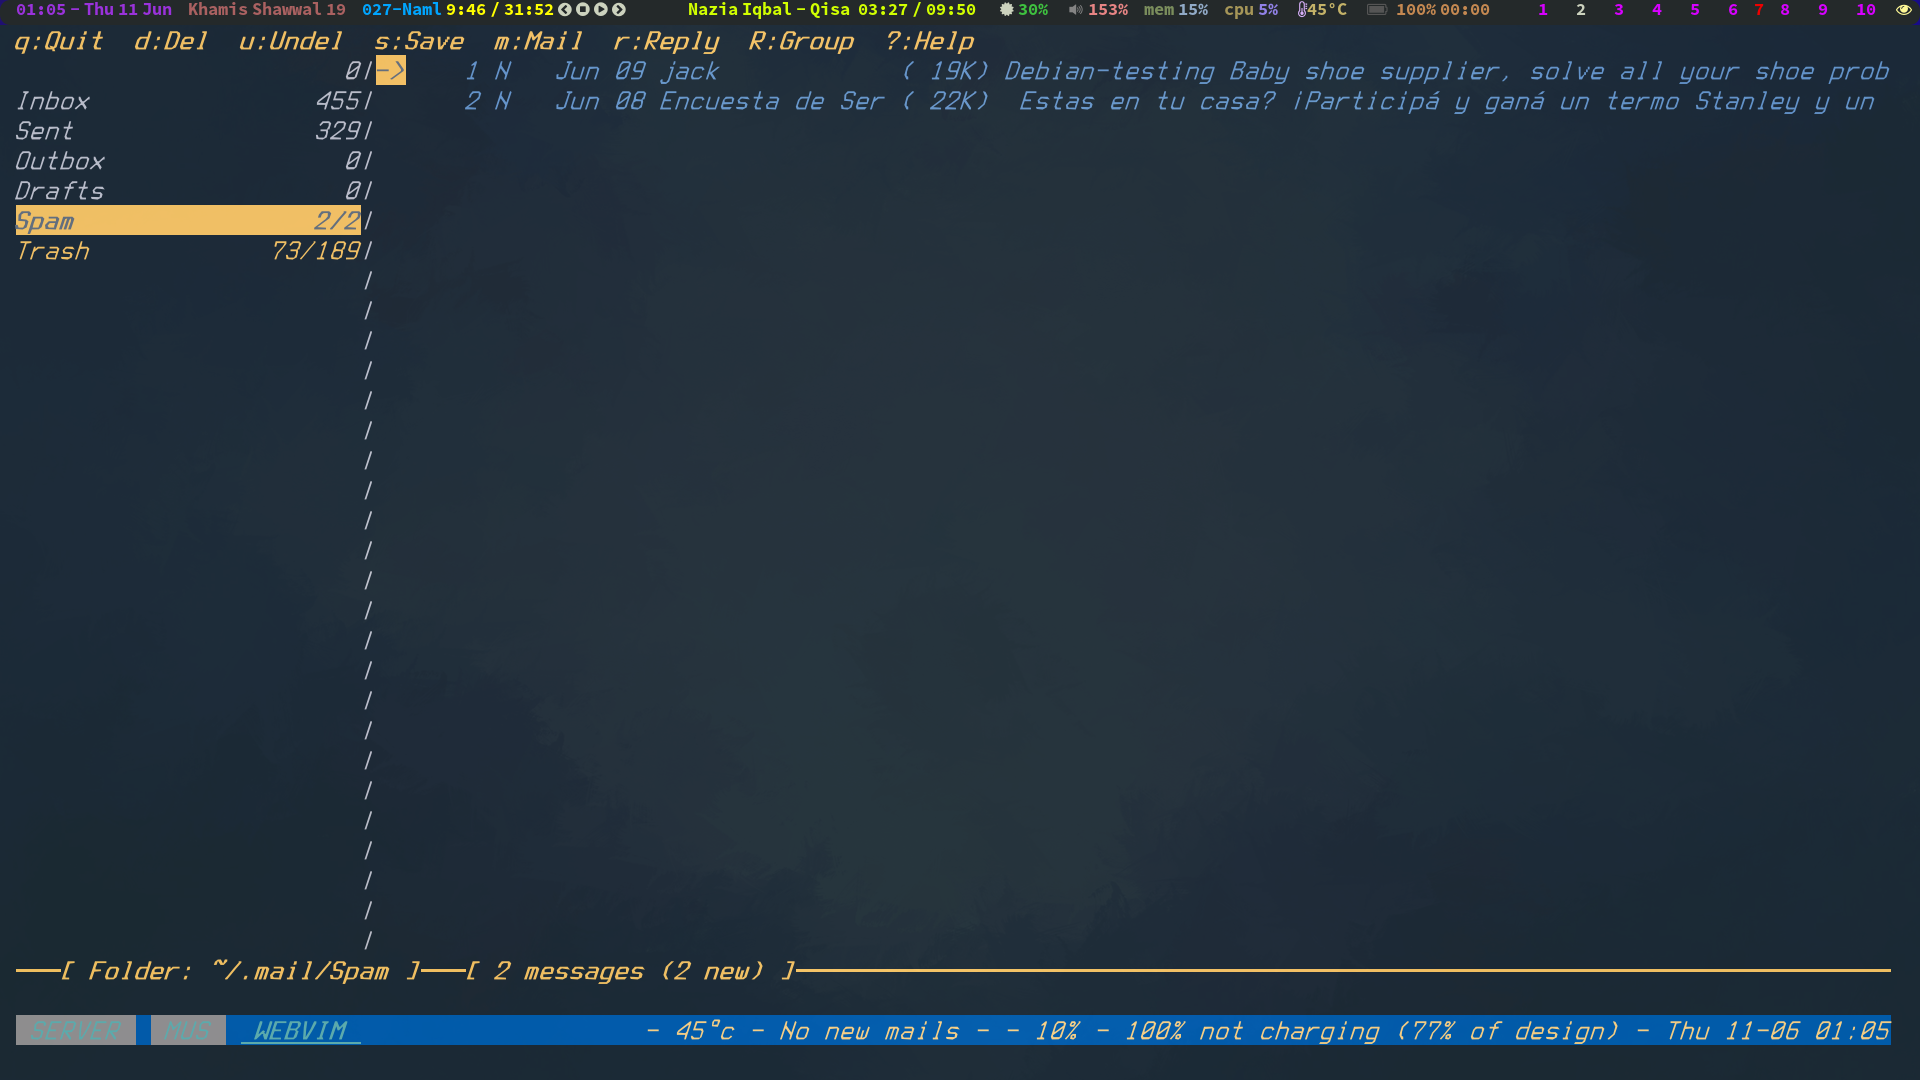 01:05 - Thu 11 Jun Khamis Shawwal 19 027-Naml 9:46 / 31:52 Nazia Iqbal - Qisa 03:27 / 09:50 30% 153% mem 15% cpu 5% 45°C 100% 00:00 1 2 3 4 5 6 7 8 9 10
q:Quit d:Del u:Undel s:Save m:Mail r:Reply R:Group ?:Help
0| -> 1 N Jun 09 jack ( 19K) Debian-testing Baby shoe supplier, solve all your shoe prob
Inbox 455| 2 N Jun 08 Encuesta de Ser ( 22K) Estas en tu casa? ¡Participá y ganá un termo Stanley y un
Sent 329|
Outbox 0|
Drafts 0|
Spam 2/2|
Trash 73/189|
[ Folder: ~/.mail/Spam ] [ 2 messages (2 new) ]
SERVER MUS WEBVIM - 45°c - No new mails - - 10% - 100% not charging (77% of design) - Thu 11-06 01:05